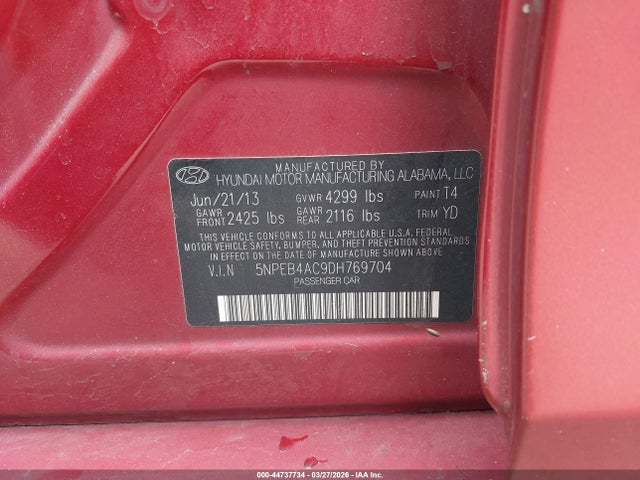 MANUFACTURED BY
HYUNDAI MOTOR MANUFACTURING ALABAMA, LLC
Jun/21/13 GVWR 4299 lbs PAINT T4
GAWR FRONT 2425 lbs GAWR REAR 2116 lbs TRIM YD
THIS VEHICLE CONFORMS TO ALL APPLICABLE U.S.A. FEDERAL
MOTOR VEHICLE SAFETY, BUMPER, AND THEFT PREVENTION STANDARDS
IN EFFECT ON THE DATE OF MANUFACTURE SHOWN ABOVE.
V.I.N 5NPEB4AC9DH769704
PASSENGER CAR
000-44737734 | 03/27/2026 | IAA Inc.